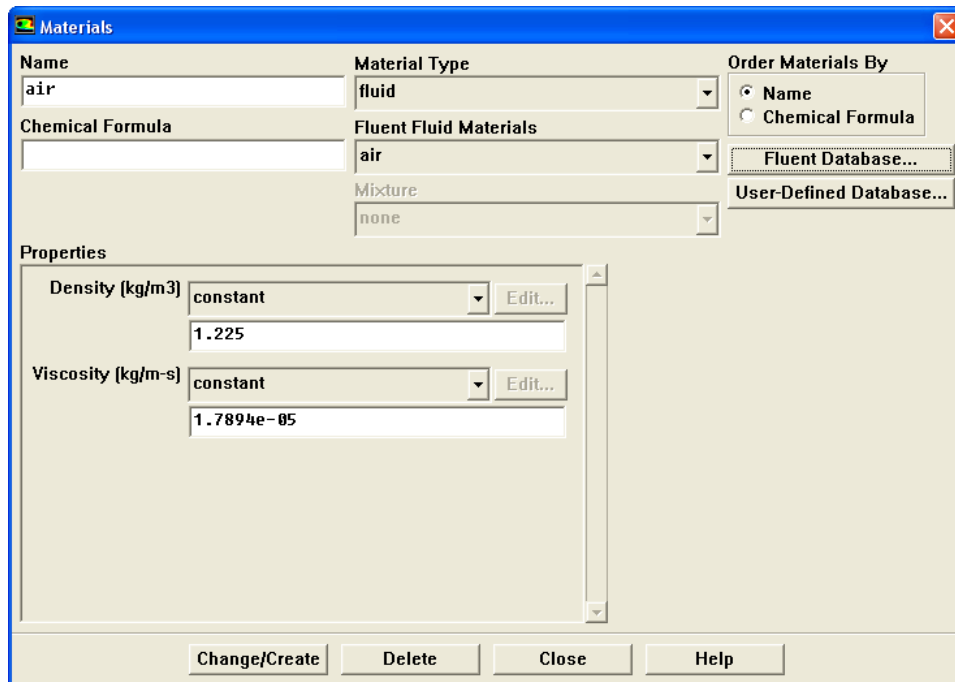 Materials
Name
air
Chemical Formula
Material Type
fluid
Fluent Fluid Materials
air
Mixture
none
Order Materials By
Name
Chemical Formula
Fluent Database...
User-Defined Database...
Properties
Density (kg/m3)
constant
Edit...
1.225
Viscosity (kg/m-s)
constant
Edit...
1.7894e-05
Change/Create
Delete
Close
Help